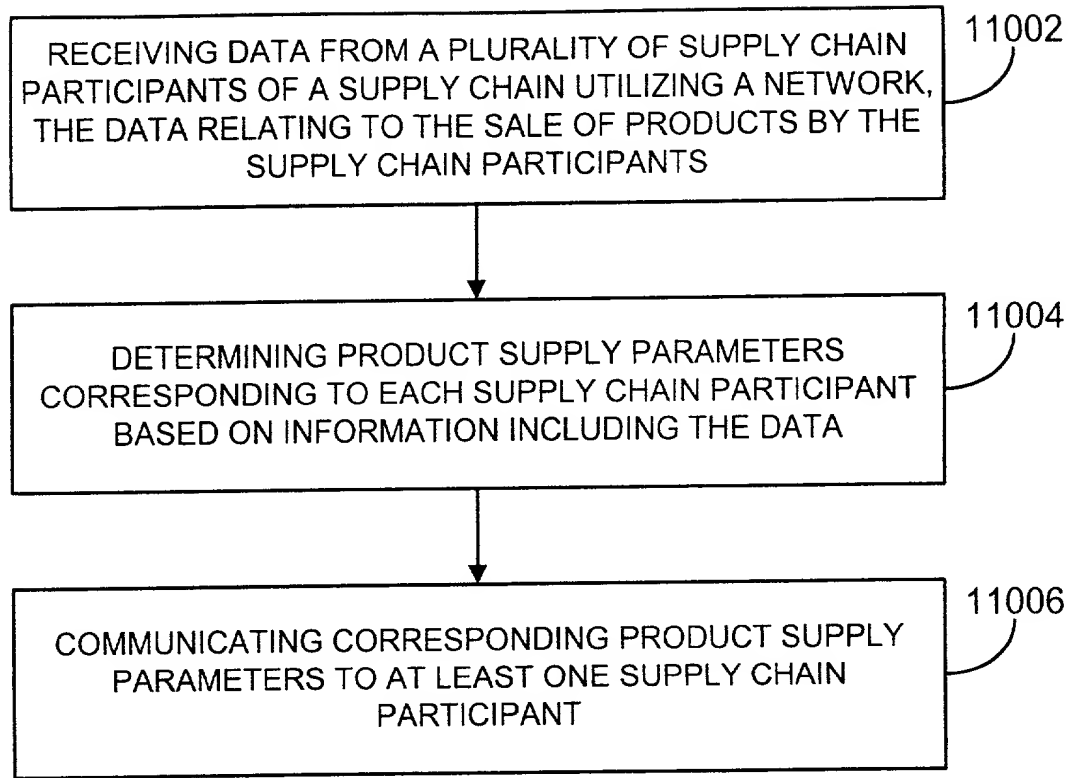 11002
RECEIVING DATA FROM A PLURALITY OF SUPPLY CHAIN
PARTICIPANTS OF A SUPPLY CHAIN UTILIZING A NETWORK,
THE DATA RELATING TO THE SALE OF PRODUCTS BY THE
SUPPLY CHAIN PARTICIPANTS
11004
DETERMINING PRODUCT SUPPLY PARAMETERS
CORRESPONDING TO EACH SUPPLY CHAIN PARTICIPANT
BASED ON INFORMATION INCLUDING THE DATA
11006
COMMUNICATING CORRESPONDING PRODUCT SUPPLY
PARAMETERS TO AT LEAST ONE SUPPLY CHAIN
PARTICIPANT